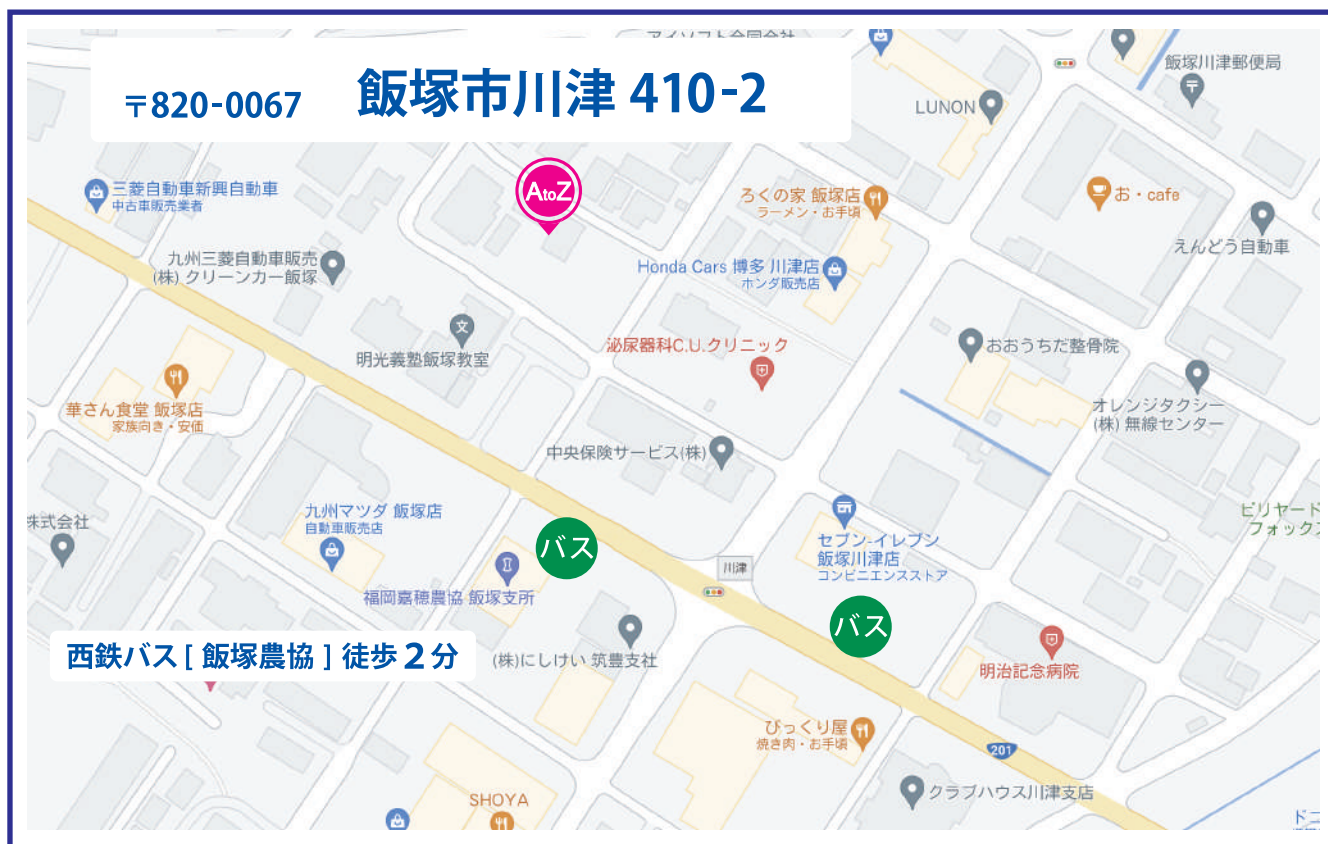 アイソフト合同会社
飯塚川津郵便局
〒820-0067 飯塚市川津 410-2
LUNON
AtoZ
三菱自動車新興自動車
中古車販売業者
ろくの家 飯塚店
ラーメン・お手頃
お・cafe
えんどう自動車
九州三菱自動車販売
(株) クリーンカー飯塚
Honda Cars 博多 川津店
ホンダ販売店
文
明光義塾飯塚教室
泌尿器科C.U.クリニック
おおうちだ整骨院
華さん食堂 飯塚店
家族向き・安価
オレンジタクシー
(株) 無線センター
中央保険サービス(株)
九州マツダ 飯塚店
自動車販売店
株式会社
バス
セブン-イレブン
飯塚川津店
コンビニエンスストア
ビリヤード
フォックス
川津
福岡嘉穂農協 飯塚支所
バス
西鉄バス [ 飯塚農協 ] 徒歩 2 分
(株)にしけい 筑豊支社
明治記念病院
びっくり屋
焼き肉・お手頃
201
クラブハウス川津支店
SHOYA